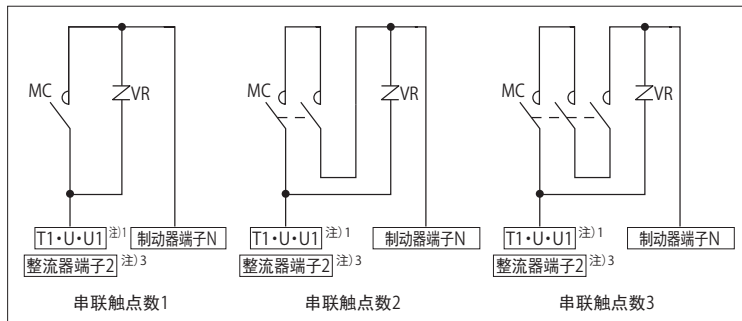 MC VR MC VR MC VR
T1・U・U1 注)1 制动器端子N T1・U・U1 注)1 制动器端子N T1・U・U1 注)1 制动器端子N
整流器端子2 注)3 整流器端子2 注)3 整流器端子2 注)3
串联触点数1 串联触点数2 串联触点数3